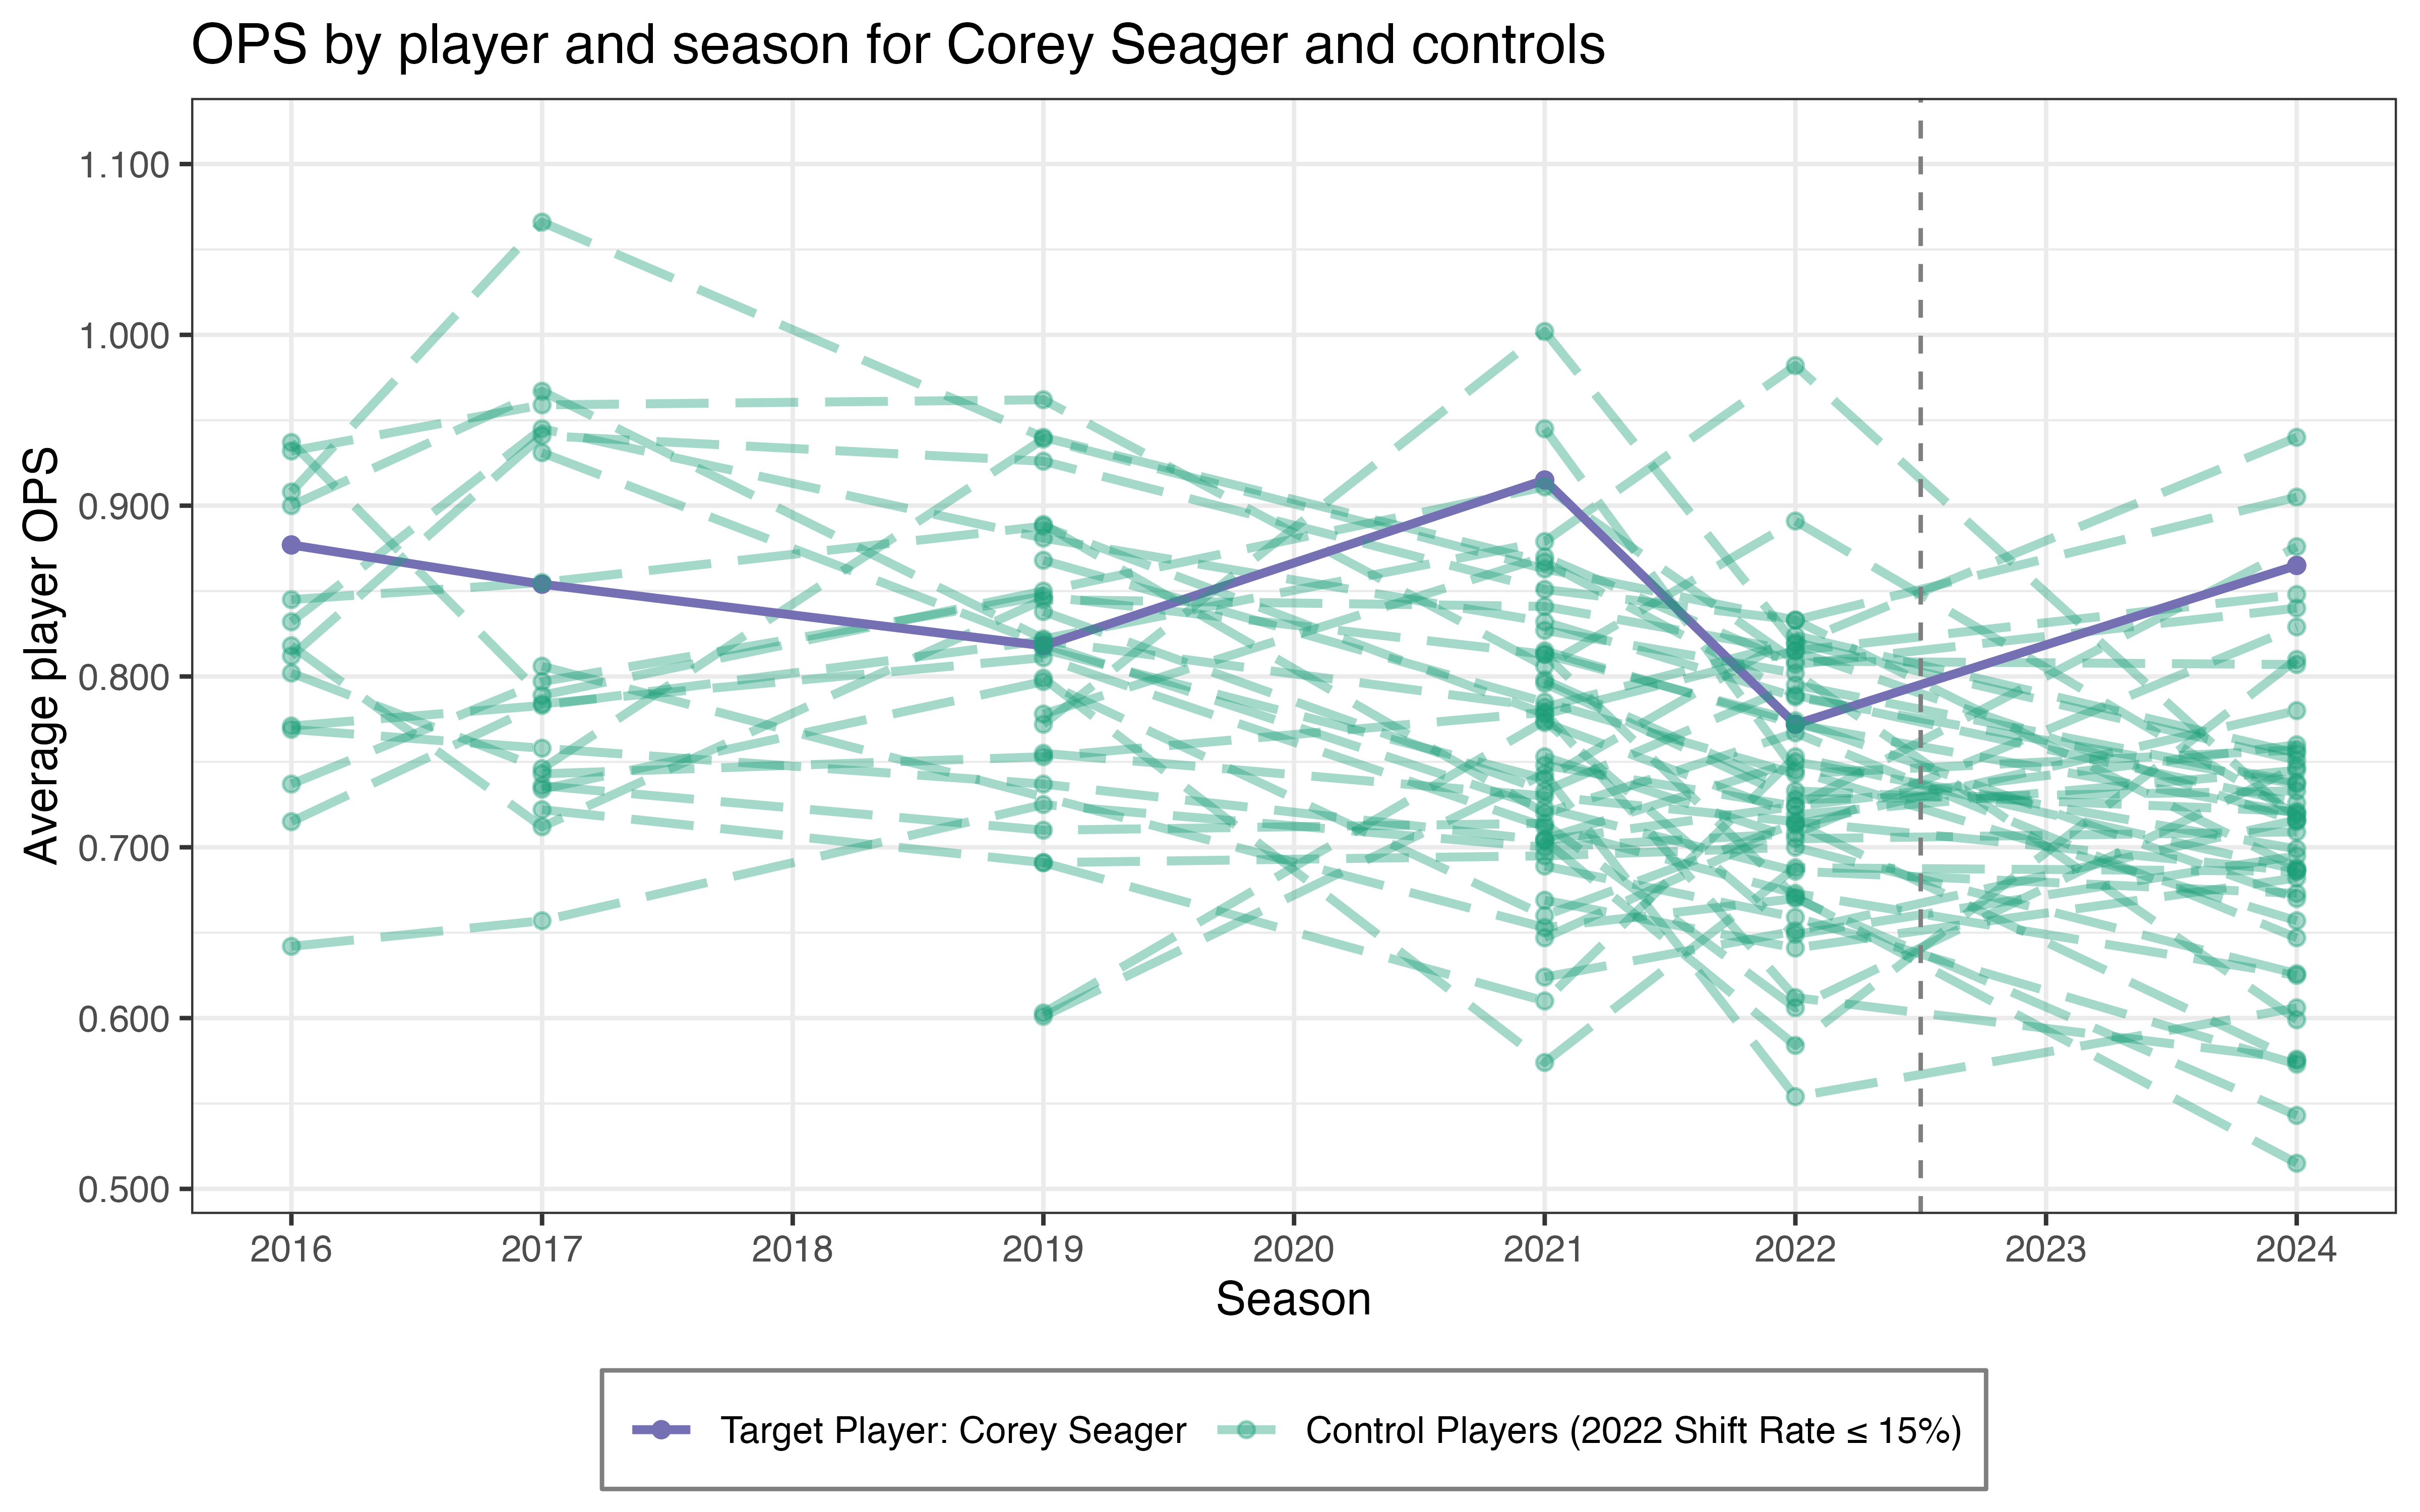 OPS by player and season for Corey Seager and controls
Average player OPS
1.100
1.000
0.900
0.800
0.700
0.600
0.500
2016 2017 2018 2019 2020 2021 2022 2023 2024
Season
Target Player: Corey Seager Control Players (2022 Shift Rate ≤ 15%)